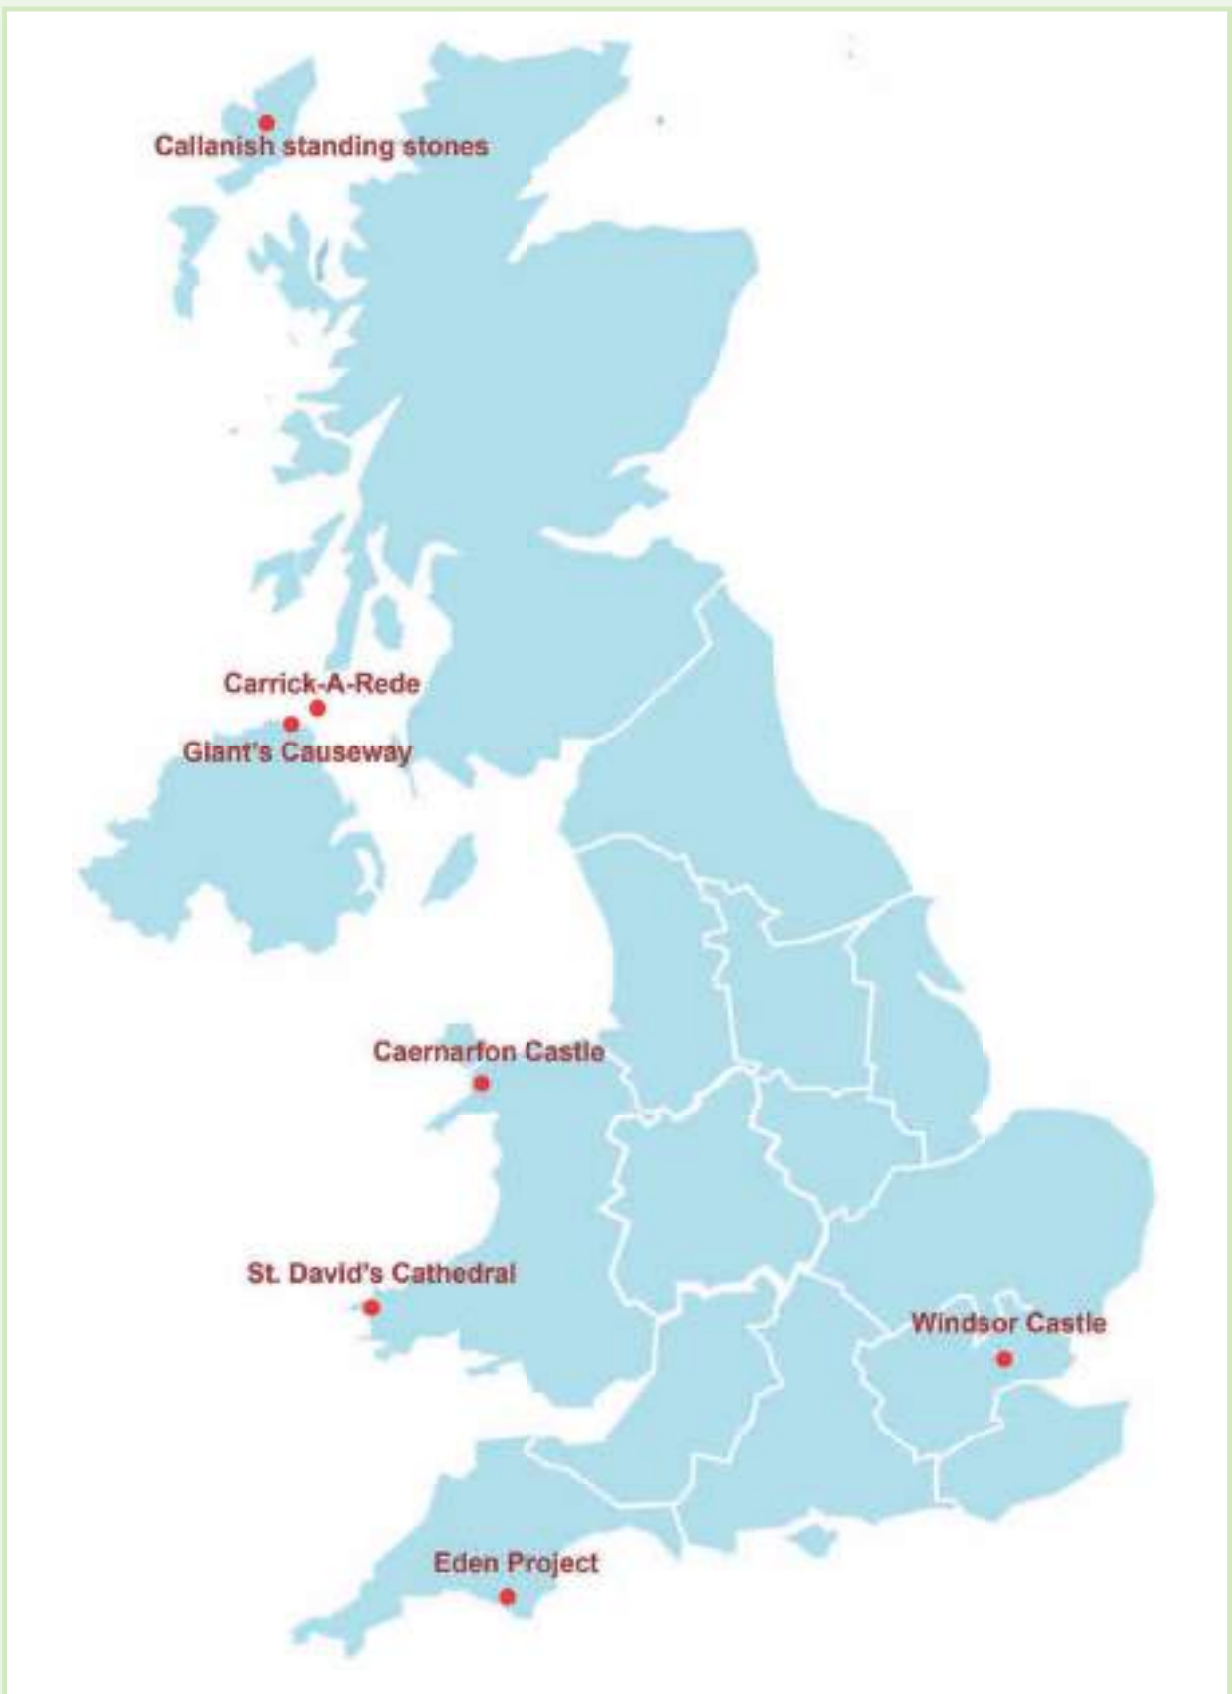 Callanish standing stones
Carrick-A-Rede
Giant's Causeway
Caernarfon Castle
St. David's Cathedral
Windsor Castle
Eden Project